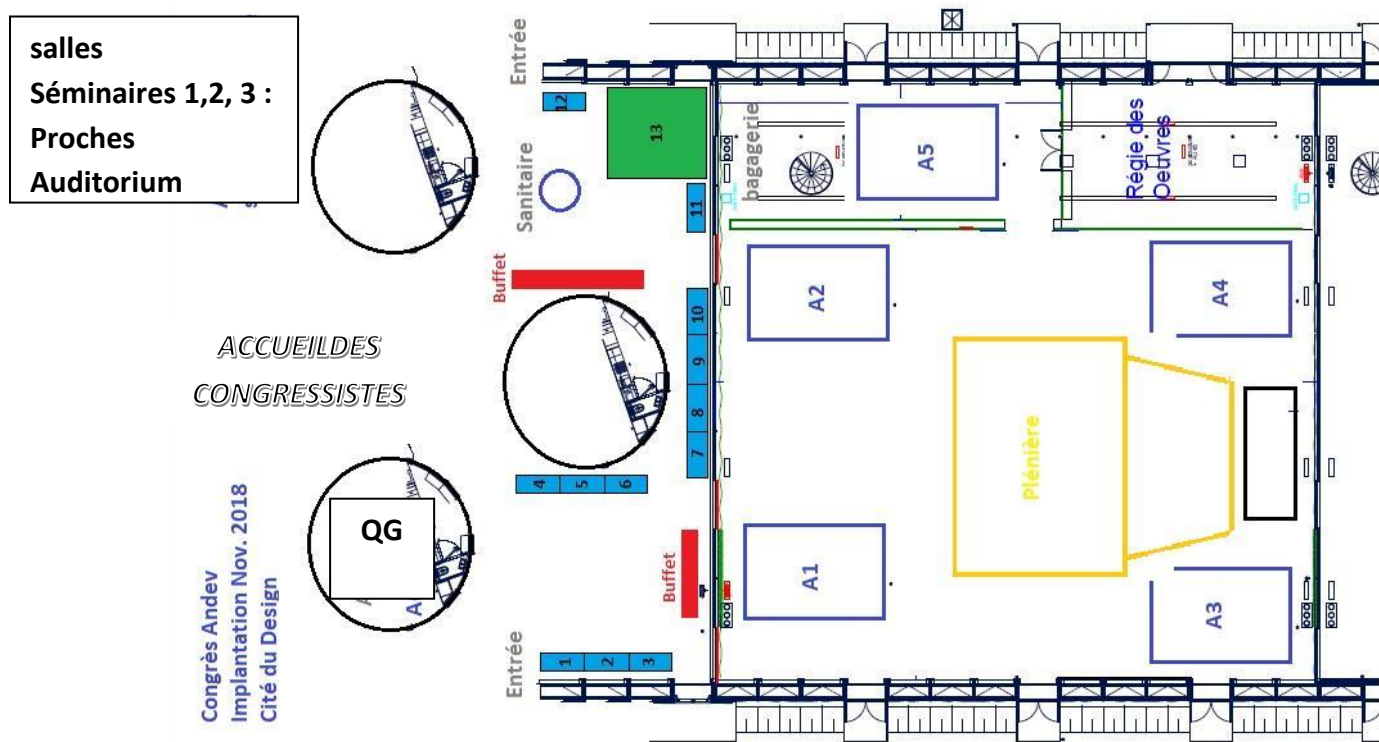 salles
Séminaires 1,2, 3 :
Proches
Auditorium
Entrée
12
13
Sanitaire
11
bagagerie
A5
Régie des
Oeuvres
Buffet
10
9
8
7
A2
A4
ACCUEILDES
CONGRESSISTES
4
5
6
Plénière
QG
A
Buffet
A1
A3
Congrès Andev
Implantation Nov. 2018
Cité du Design
Entrée
1
2
3